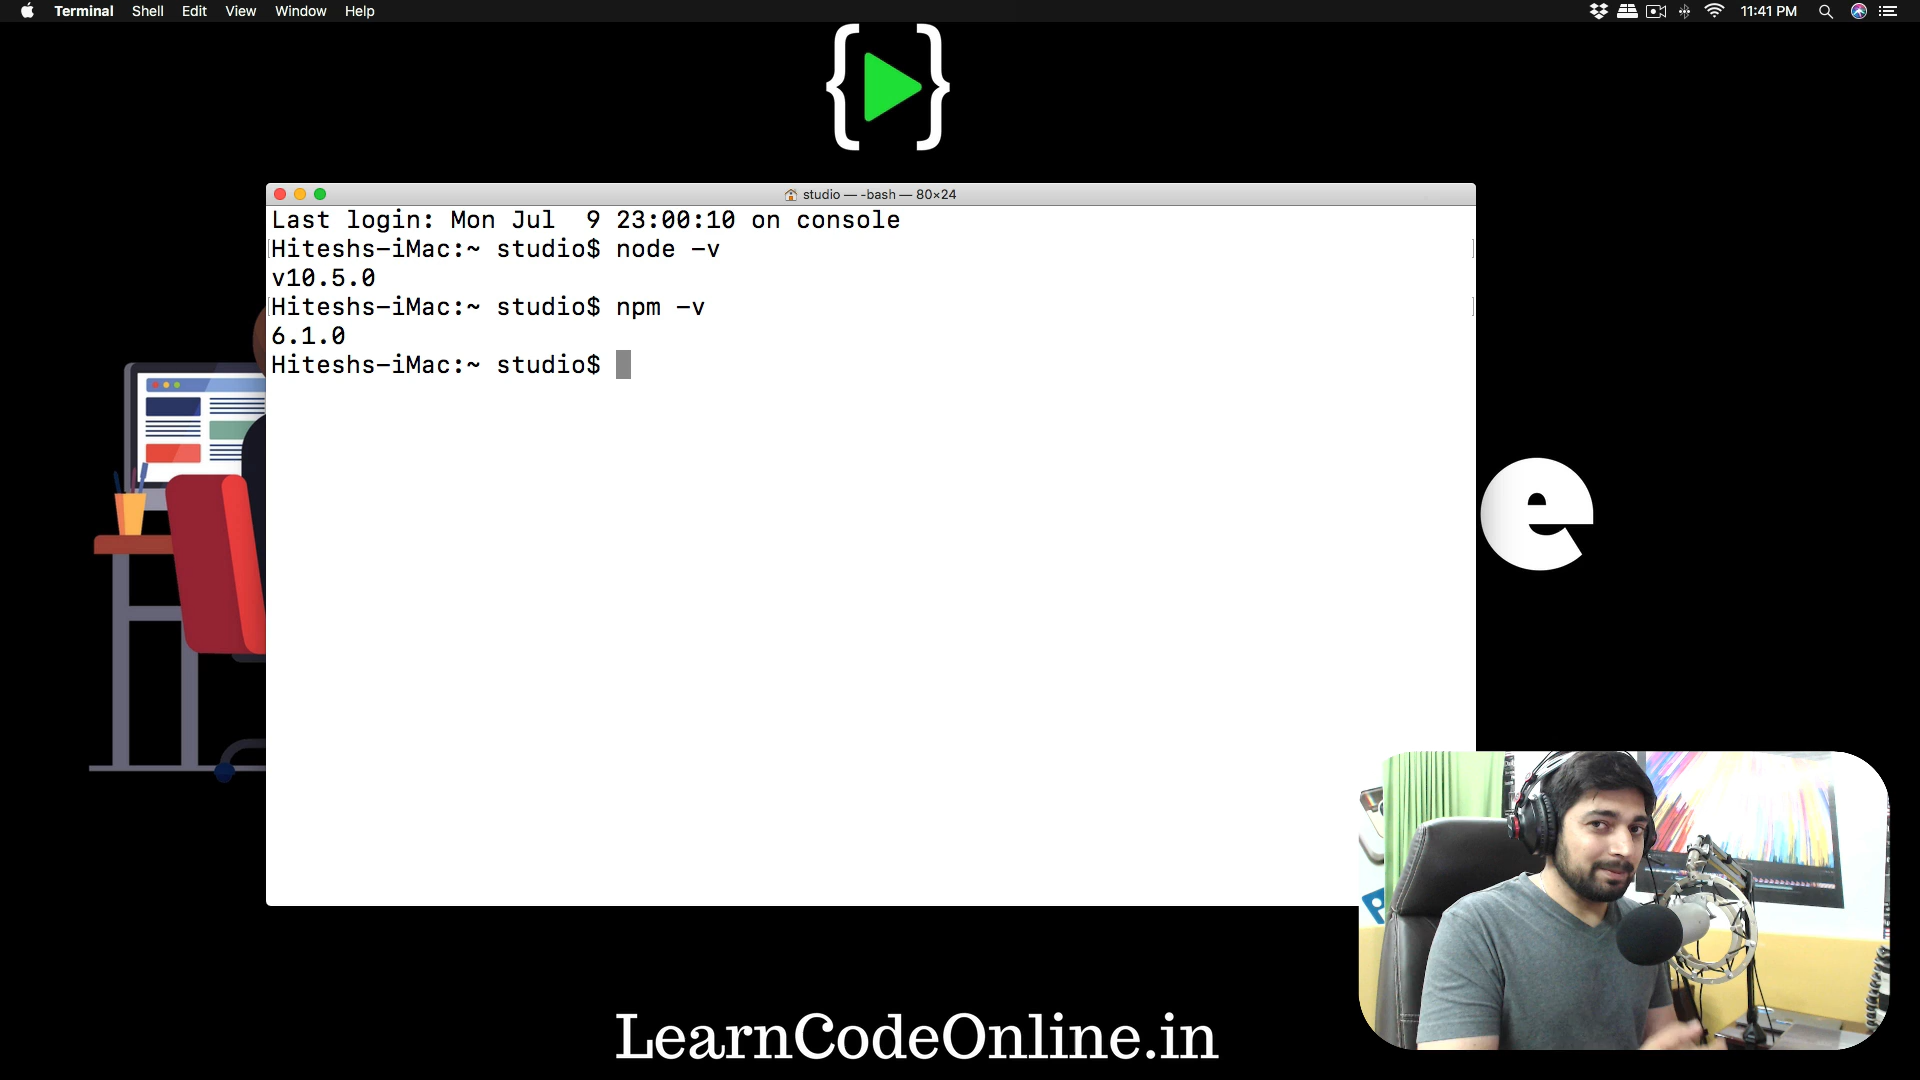 Terminal Shell Edit View Window Help 11:41 PM
studio — -bash — 80×24
Last login: Mon Jul  9 23:00:10 on console
Hiteshs-iMac:~ studio$ node -v
v10.5.0
Hiteshs-iMac:~ studio$ npm -v
6.1.0
Hiteshs-iMac:~ studio$
e
LearnCodeOnline.in